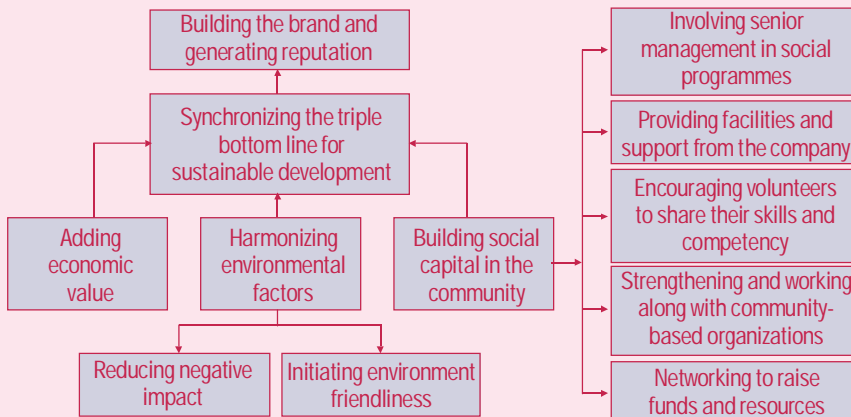 Building the brand and
generating reputation
Synchronizing the triple
bottom line for
sustainable development
Adding
economic
value
Harmonizing
environmental
factors
Building social
capital in the
community
Reducing negative
impact
Initiating environment
friendliness
Involving senior
management in social
programmes
Providing facilities and
support from the company
Encouraging volunteers
to share their skills and
competency
Strengthening and working
along with community-
based organizations
Networking to raise
funds and resources